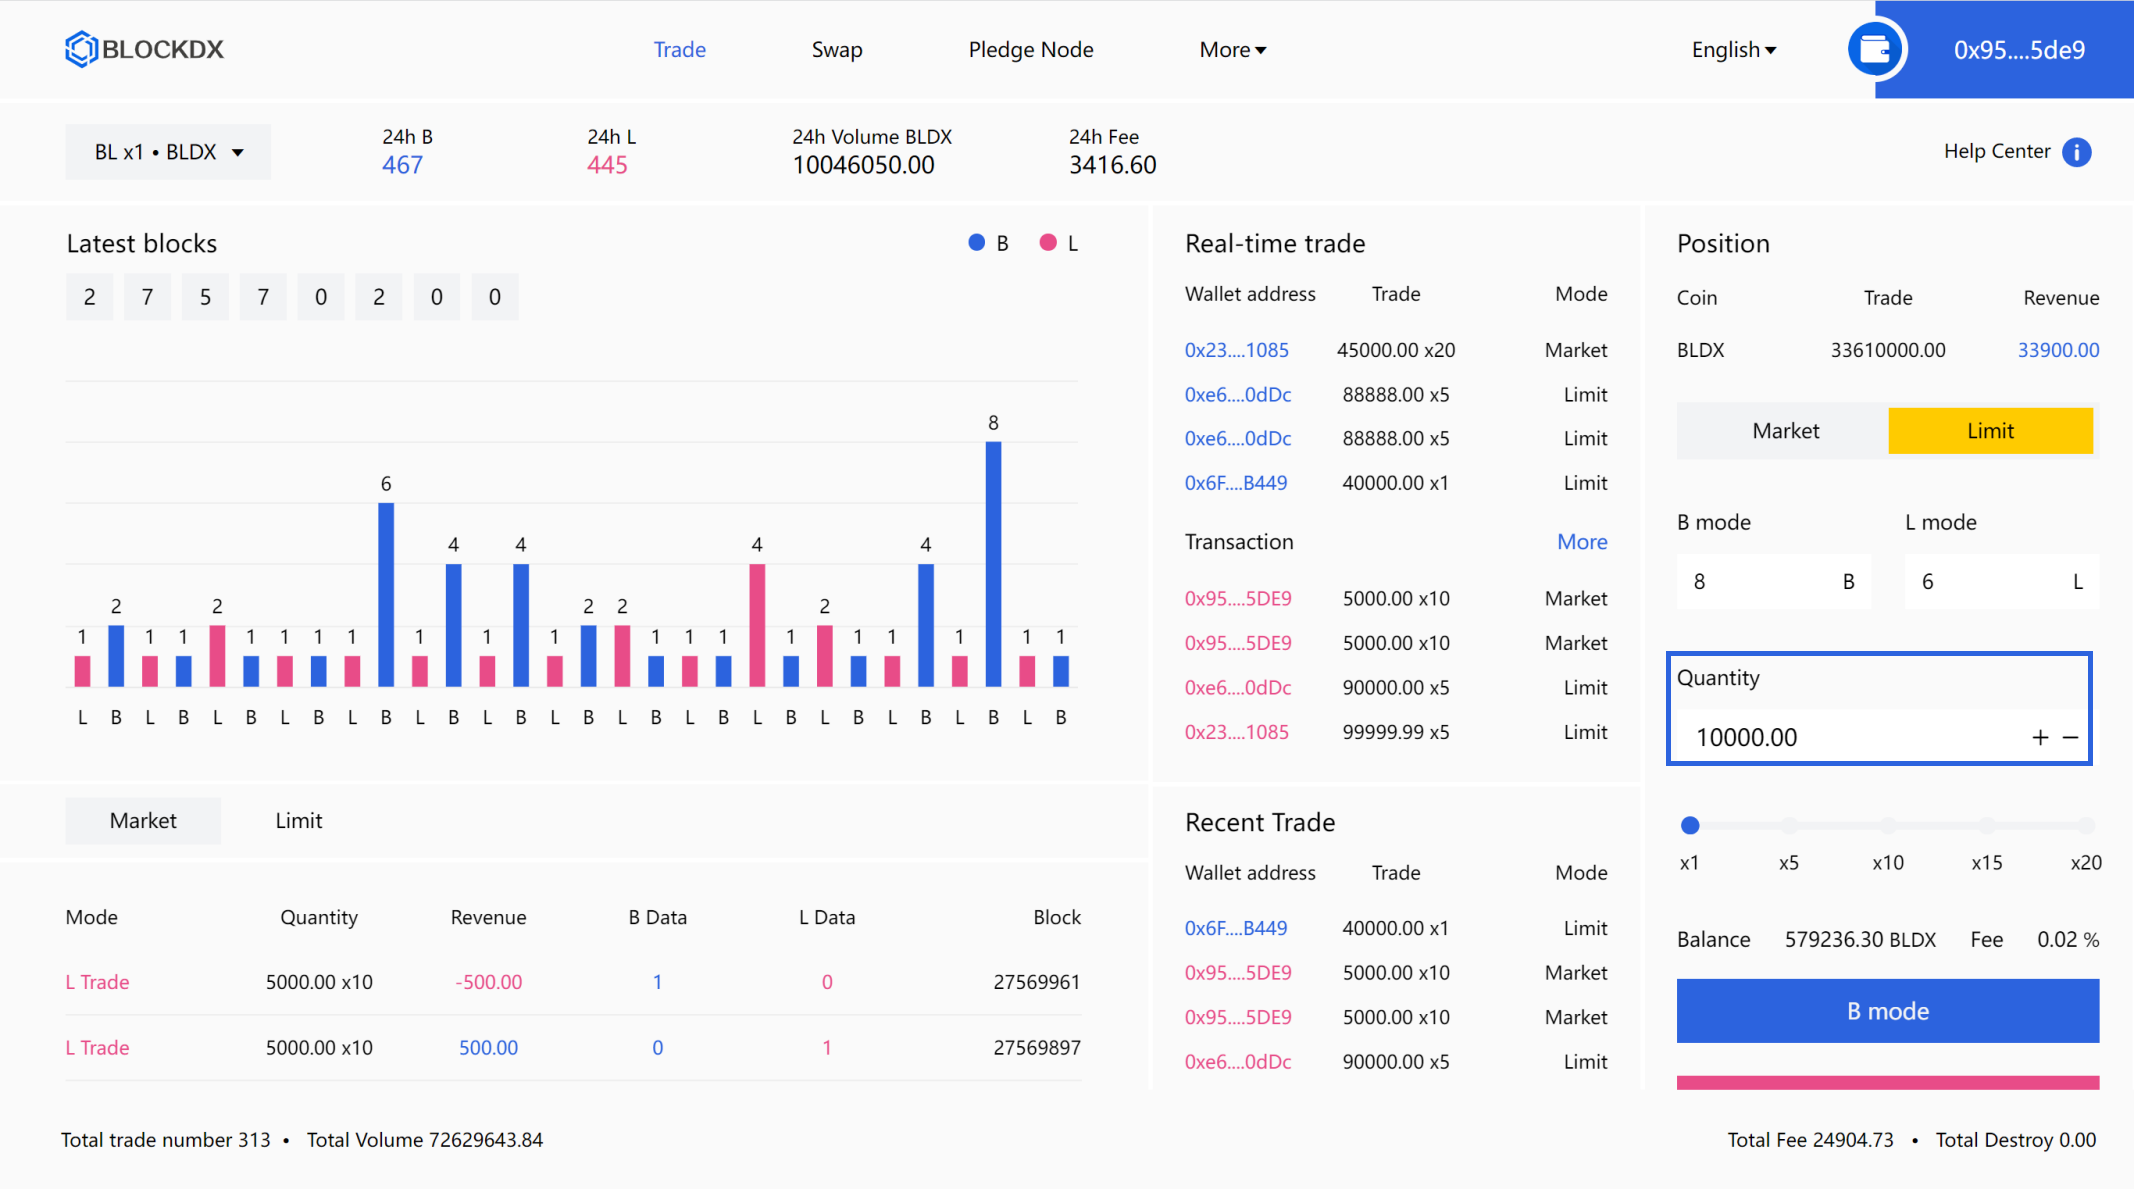 BLOCKDX
Trade Swap Pledge Node More English 0x95....5de9
BL x1 • BLDX
24h B 24h L 24h Volume BLDX 24h Fee
467 445 10046050.00 3416.60
Help Center i
Latest blocks B L
2 7 5 7 0 2 0 0
8
6
4 4 4 4
2 2 2 2 2
1 1 1 1 1 1 1 1 1 1 1 1 1 1 1 1 1 1 1
L B L B L B L B L B L B L B L B L B L B L B L B L B L B L B
Market Limit
Mode Quantity Revenue B Data L Data Block
L Trade 5000.00 x10 -500.00 1 0 27569961
L Trade 5000.00 x10 500.00 0 1 27569897
Real-time trade
Wallet address Trade Mode
0x23....1085 45000.00 x20 Market
0xe6....0dDc 88888.00 x5 Limit
0xe6....0dDc 88888.00 x5 Limit
0x6F....B449 40000.00 x1 Limit
Transaction More
0x95....5DE9 5000.00 x10 Market
0x95....5DE9 5000.00 x10 Market
0xe6....0dDc 90000.00 x5 Limit
0x23....1085 99999.99 x5 Limit
Recent Trade
Wallet address Trade Mode
0x6F....B449 40000.00 x1 Limit
0x95....5DE9 5000.00 x10 Market
0x95....5DE9 5000.00 x10 Market
0xe6....0dDc 90000.00 x5 Limit
Position
Coin Trade Revenue
BLDX 33610000.00 33900.00
Market Limit
B mode L mode
8 B 6 L
Quantity
10000.00 + −
x1 x5 x10 x15 x20
Balance 579236.30 BLDX Fee 0.02 %
B mode
Total trade number 313 • Total Volume 72629643.84 Total Fee 24904.73 • Total Destroy 0.00